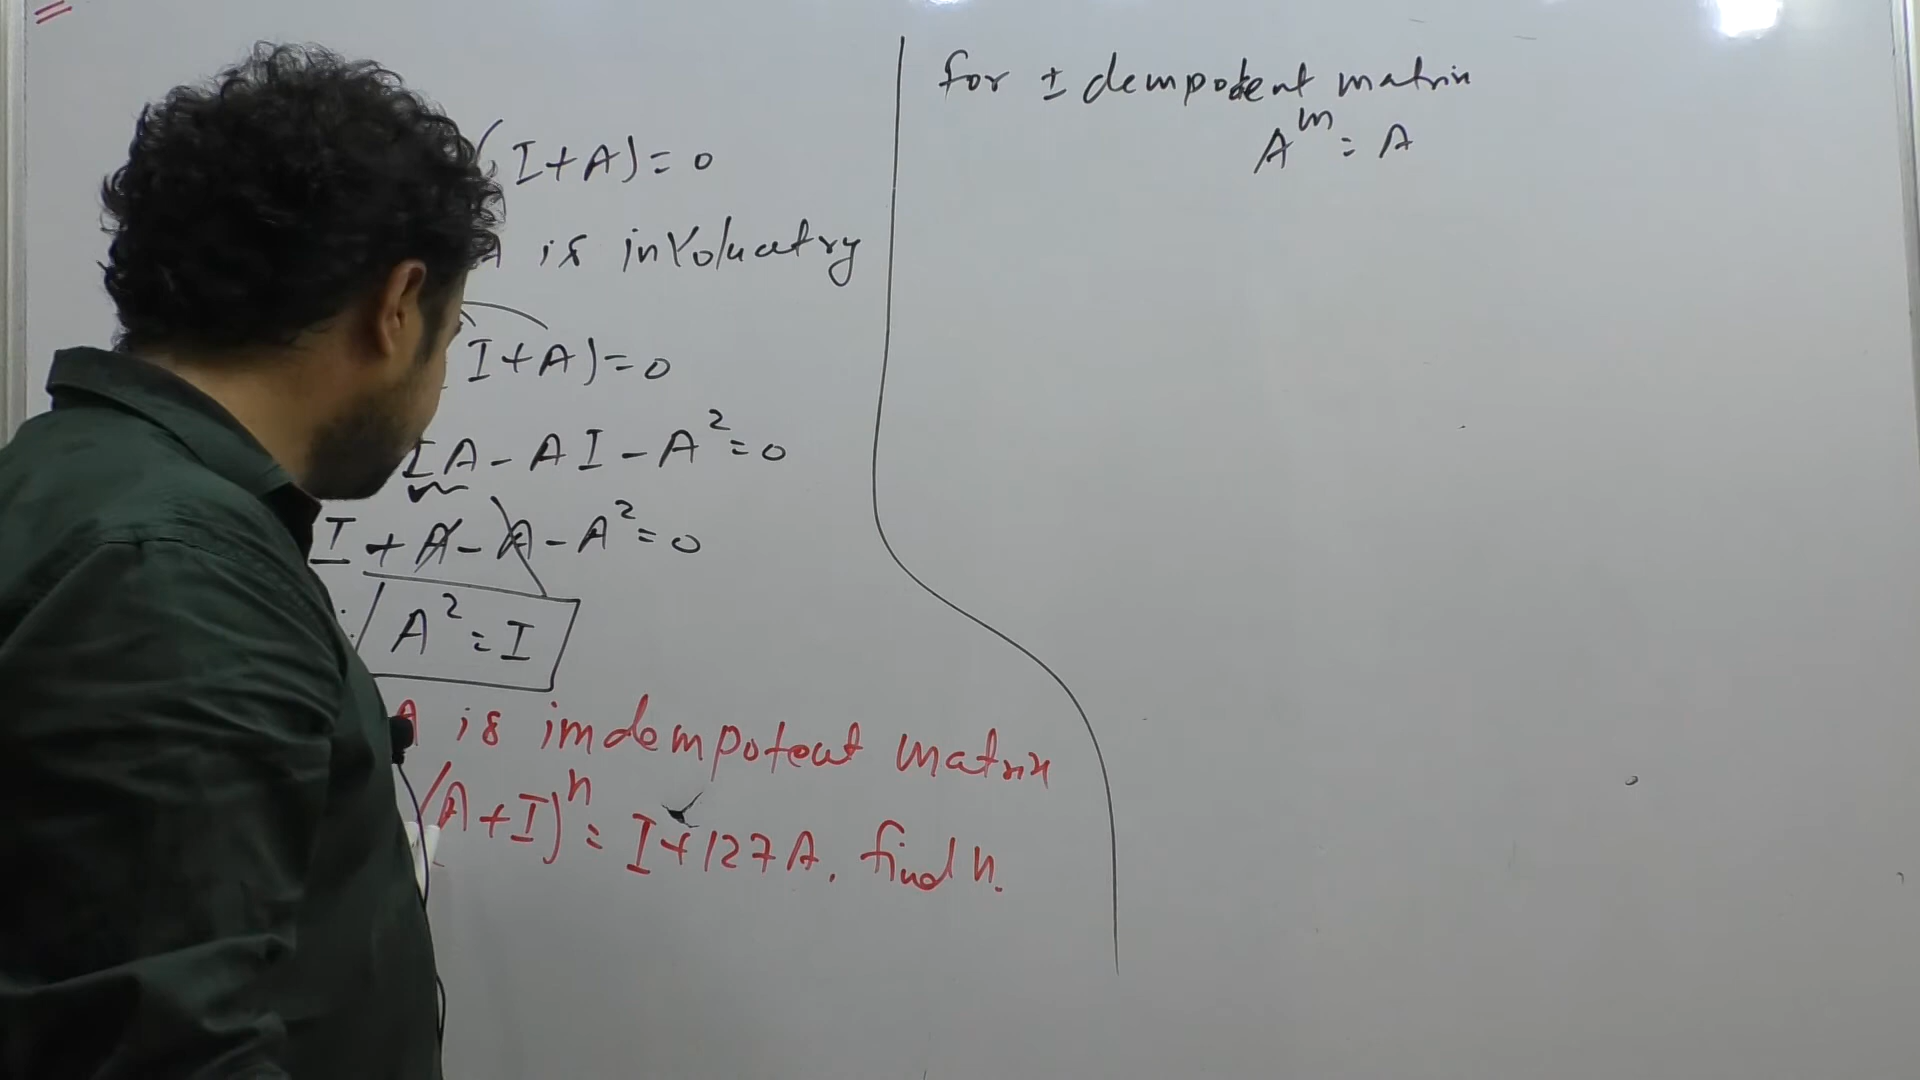 (I+A)=0
A is involuatry
(I+A)=0
IA-AI-A²=0
I+A-A-A²=0
A²=I
A is imdempoteut matrix
(A+I)ⁿ=I+127A. find n.
for Idempotent matrix
Aᵐ=A